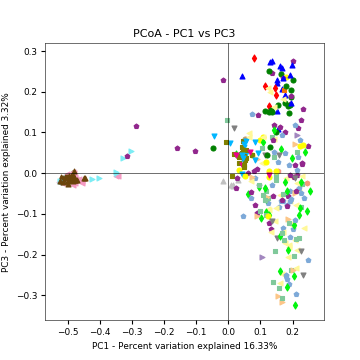 PCoA - PC1 vs PC3
PC3 - Percent variation explained 3.32%
0.3
0.2
0.1
0.0
−0.1
−0.2
−0.3
−0.5 −0.4 −0.3 −0.2 −0.1 0.0 0.1 0.2
PC1 - Percent variation explained 16.33%